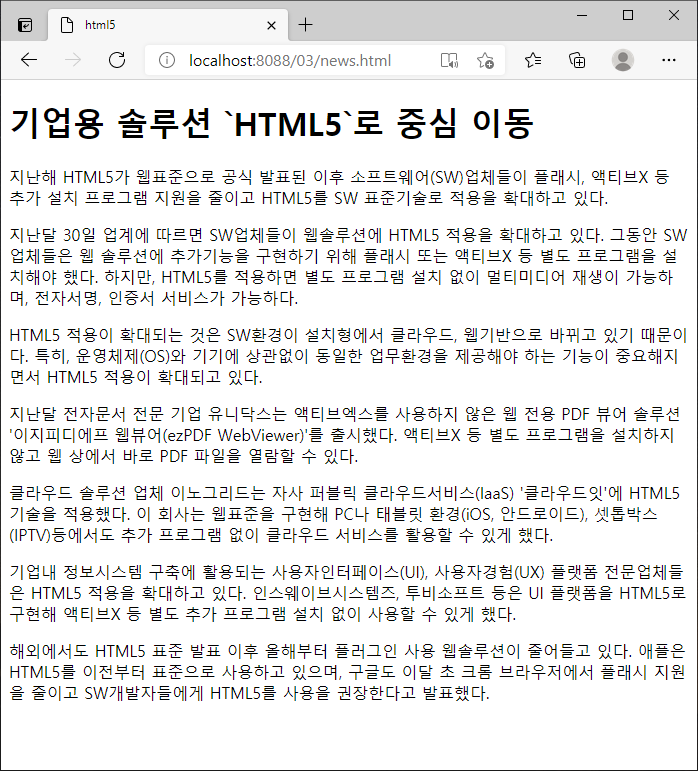 html5
localhost:8088/03/news.html
기업용 솔루션 `HTML5`로 중심 이동
지난해 HTML5가 웹표준으로 공식 발표된 이후 소프트웨어(SW)업체들이 플래시, 액티브X 등
추가 설치 프로그램 지원을 줄이고 HTML5를 SW 표준기술로 적용을 확대하고 있다.
지난달 30일 업계에 따르면 SW업체들이 웹솔루션에 HTML5 적용을 확대하고 있다. 그동안 SW
업체들은 웹 솔루션에 추가기능을 구현하기 위해 플래시 또는 액티브X 등 별도 프로그램을 설
치해야 했다. 하지만, HTML5를 적용하면 별도 프로그램 설치 없이 멀티미디어 재생이 가능하
며, 전자서명, 인증서 서비스가 가능하다.
HTML5 적용이 확대되는 것은 SW환경이 설치형에서 클라우드, 웹기반으로 바뀌고 있기 때문이
다. 특히, 운영체제(OS)와 기기에 상관없이 동일한 업무환경을 제공해야 하는 기능이 중요해지
면서 HTML5 적용이 확대되고 있다.
지난달 전자문서 전문 기업 유니닥스는 액티브엑스를 사용하지 않은 웹 전용 PDF 뷰어 솔루션
'이지피디에프 웹뷰어(ezPDF WebViewer)'를 출시했다. 액티브X 등 별도 프로그램을 설치하지
않고 웹 상에서 바로 PDF 파일을 열람할 수 있다.
클라우드 솔루션 업체 이노그리드는 자사 퍼블릭 클라우드서비스(IaaS) '클라우드잇'에 HTML5
기술을 적용했다. 이 회사는 웹표준을 구현해 PC나 태블릿 환경(iOS, 안드로이드), 셋톱박스
(IPTV)등에서도 추가 프로그램 없이 클라우드 서비스를 활용할 수 있게 했다.
기업내 정보시스템 구축에 활용되는 사용자인터페이스(UI), 사용자경험(UX) 플랫폼 전문업체들
은 HTML5 적용을 확대하고 있다. 인스웨이브시스템즈, 투비소프트 등은 UI 플랫폼을 HTML5로
구현해 액티브X 등 별도 추가 프로그램 설치 없이 사용할 수 있게 했다.
해외에서도 HTML5 표준 발표 이후 올해부터 플러그인 사용 웹솔루션이 줄어들고 있다. 애플은
HTML5를 이전부터 표준으로 사용하고 있으며, 구글도 이달 초 크롬 브라우저에서 플래시 지원
을 줄이고 SW개발자들에게 HTML5를 사용을 권장한다고 발표했다.